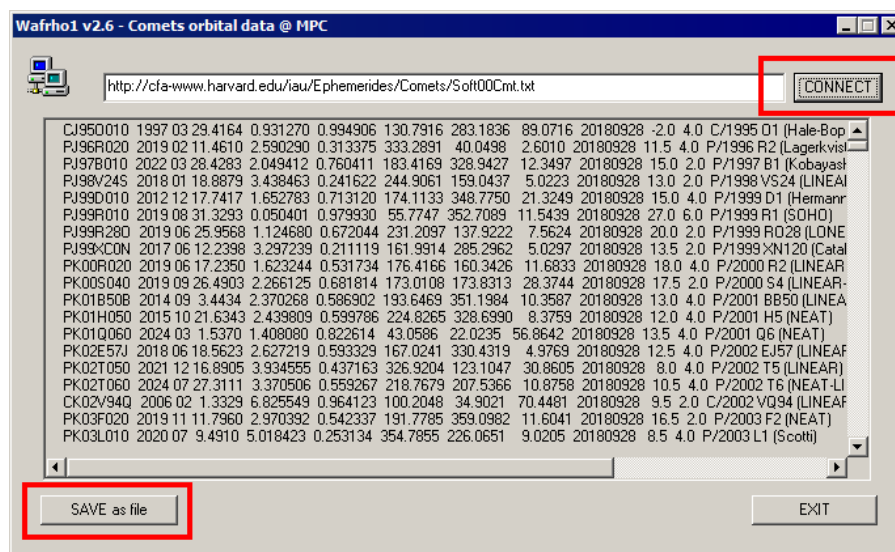 Wafrho1 v2.6 - Comets orbital data @ MPC
http://cfa-www.harvard.edu/iau/Ephemerides/Comets/Soft00Cmt.txt
CONNECT
CJ95O010 1997 03 29.4164 0.931270 0.994906 130.7916 283.1836 89.0716 20180928 -2.0 4.0 C/1995 O1 (Hale-Bop
PJ96R020 2019 02 11.4610 2.590290 0.313375 333.2891 40.0498 2.6010 20180928 11.5 4.0 P/1996 R2 (Lagerkvist
PJ97B010 2022 03 28.4283 2.049412 0.760411 183.4169 328.9427 12.3497 20180928 15.0 2.0 P/1997 B1 (Kobayash
PJ98V24S 2018 01 18.8879 3.438463 0.241622 244.9061 159.0437 5.0223 20180928 13.0 2.0 P/1998 VS24 (LINEA
PJ99D010 2012 12 17.7417 1.652783 0.713120 174.1133 348.7750 21.3249 20180928 15.0 4.0 P/1999 D1 (Hermanr
PJ99R010 2019 08 31.3293 0.050401 0.979930 55.7747 352.7089 11.5439 20180928 27.0 6.0 P/1999 R1 (SOHO)
PJ99R28O 2019 06 25.9568 1.124680 0.672044 231.2097 137.9222 7.5624 20180928 20.0 2.0 P/1999 RO28 (LONE
PJ99XC0N 2017 06 12.2398 3.297239 0.211119 161.9914 285.2962 5.0297 20180928 13.5 2.0 P/1999 XN120 (Catal
PK00R020 2019 06 17.2350 1.623244 0.531734 176.4166 160.3426 11.6833 20180928 18.0 4.0 P/2000 R2 (LINEAR
PK00S040 2019 09 26.4903 2.266125 0.681814 173.0108 173.8313 28.3744 20180928 17.5 2.0 P/2000 S4 (LINEAR-
PK01B50B 2014 09 3.4434 2.370268 0.586902 193.6469 351.1984 10.3587 20180928 13.0 4.0 P/2001 BB50 (LINEA
PK01H050 2015 10 21.6343 2.439809 0.599786 224.8265 328.6990 8.3759 20180928 12.0 4.0 P/2001 H5 (NEAT)
PK01Q060 2024 03 1.5370 1.408080 0.822614 43.0586 22.0235 56.8642 20180928 13.5 4.0 P/2001 Q6 (NEAT)
PK02E57J 2018 06 18.5623 2.627219 0.593329 167.0241 330.4319 4.9769 20180928 12.5 4.0 P/2002 EJ57 (LINEAR
PK02T050 2021 12 16.8905 3.934555 0.437163 326.9204 123.1047 30.8605 20180928 8.0 4.0 P/2002 T5 (LINEAR)
PK02T060 2024 07 27.3111 3.370506 0.559267 218.7679 207.5366 10.8758 20180928 10.5 4.0 P/2002 T6 (NEAT-LI
CK02V94Q 2006 02 1.3329 6.825549 0.964123 100.2048 34.9021 70.4481 20180928 9.5 2.0 C/2002 VQ94 (LINEAR
PK03F020 2019 11 11.7960 2.970392 0.542337 191.7785 359.0982 11.6041 20180928 16.5 2.0 P/2003 F2 (NEAT)
PK03L010 2020 07 9.4910 5.018423 0.253134 354.7855 226.0651 9.0205 20180928 8.5 4.0 P/2003 L1 (Scotti)
SAVE as file
EXIT